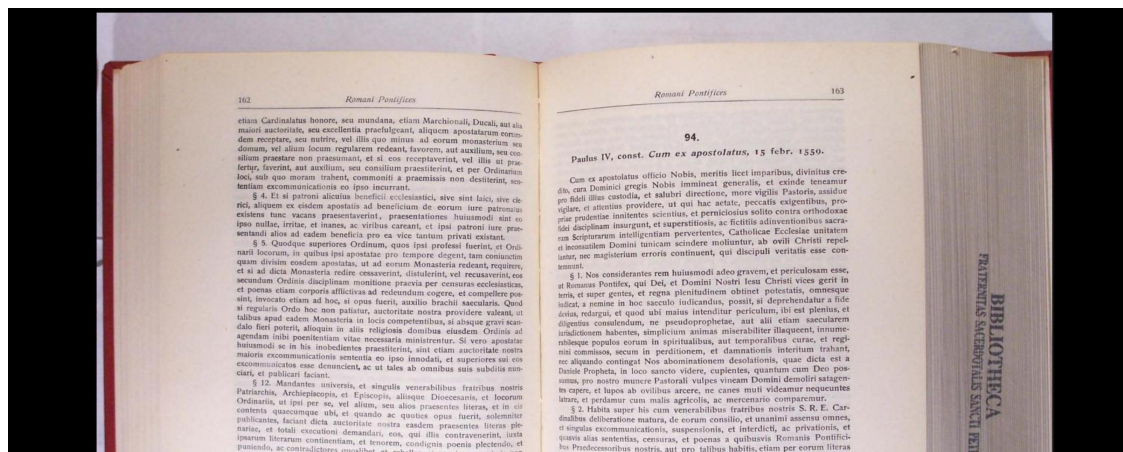 162
Romani Pontifices
etiam Cardinalatus honore, seu mundana, etiam Marchionali, Ducali, aut alia
maiori auctoritate, seu excellentia praefulgeant, aliquem apostatarum eorum-
dem receptare, seu nutrire, vel illis quo minus ad eorum monasterium seu
domum, vel alium locum regularem redeant, favorem, aut auxilium, seu con-
silium praestare non praesumant, et si eos receptaverint, vel illis ut prae-
fertur, faverint, aut auxilium, seu consilium praestiterint, et per Ordinarium
loci, sub quo moram trahent, commoniti a praemissis non destiterint, sen-
tentiam excommunicationis eo ipso incurrant.
§ 4. Et si patroni alicuius beneficii ecclesiastici, sive sint laici, sive cle-
rici, aliquem ex eisdem apostatis ad beneficium de eorum iure patronatus
existens tunc vacans praesentaverint, praesentationes huiusmodi sint eo
ipso nullae, irritae, et inanes, ac viribus careant, et ipsi patroni iure prae-
sentandi alios ad eadem beneficia pro ea vice tantum privati existant.
§ 5. Quodque superiores Ordinum, quos ipsi professi fuerint, et Ordi-
narii locorum, in quibus ipsi apostatae pro tempore degent, tam coniunctim
quam divisim eosdem apostatas, ut ad eorum Monasteria redeant, requirere,
et si ad dicta Monasteria redire cessaverint, distulerint, vel recusaverint, eos
secundum Ordinis disciplinam monitione praevia per censuras ecclesiasticas,
et poenas etiam corporis afflictivas ad redeundum cogere, et compellere pos-
sint, invocato etiam ad hoc, si opus fuerit, auxilio brachii saecularis. Quod
si regularis Ordo hoc non patiatur, auctoritate nostra providere valeant, ut
talibus apud eadem Monasteria in locis competentibus, si absque gravi scan-
dalo fieri poterit, alioquin in aliis religiosis domibus eiusdem Ordinis ad
agendam inibi poenitentiam vitae necessaria ministrentur. Si vero apostatae
huiusmodi se in his inobedientes praestiterint, sint etiam auctoritate nostra
maioris excommunicationis sententia eo ipso innodati, et superiores sui eos
excommunicatos esse denuncient, ac ut tales ab omnibus suis subditis nun-
ciari, et publicari faciant.
§ 12. Mandantes universis, et singulis venerabilibus fratribus nostris
Patriarchis, Archiepiscopis, et Episcopis, aliisque Dioecesanis, et locorum
Ordinariis, ut ipsi per se, vel alium, seu alios praesentes literas, et in eis
contenta quaecumque ubi, et quando ac quoties opus fuerit, solemniter
publicantes, faciant dicta auctoritate nostra easdem praesentes literas ple-
nariae, et totali executioni demandari, eos, qui illis contravenerint, iuxta
ipsarum literarum continentiam, et tenorem, condignis poenis plectendo, et
puniendo, ac contradictores quoslibet, et
Romani Pontifices
163
94.
Paulus IV, const. Cum ex apostolatus, 15 febr. 1559.
Cum ex apostolatus officio Nobis, meritis licet imparibus, divinitus cre-
dito, cura Dominici gregis Nobis immineat generalis, et exinde teneamur
pro fideli illius custodia, et salubri directione, more vigilis Pastoris, assidue
vigilare, et attentius providere, ut qui hac aetate, peccatis exigentibus, pro-
priae prudentiae innitentes scientius, et perniciosius solito contra orthodoxae
fidei disciplinam insurgunt, et superstitiosis, ac fictitiis adinventionibus sacra-
rum Scripturarum intelligentiam pervertentes, Catholicae Ecclesiae unitatem
et inconsutilem Domini tunicam scindere moliuntur, ab ovili Christi repel-
lantur, nec magisterium erroris continuent, qui discipuli veritatis esse con-
temnunt.
§ 1. Nos considerantes rem huiusmodi adeo gravem, et periculosam esse,
ut Romanus Pontifex, qui Dei, et Domini Nostri Iesu Christi vices gerit in
terris, et super gentes, et regna plenitudinem obtinet potestatis, omnesque
iudicat, a nemine in hoc saeculo iudicandus, possit, si deprehendatur a fide
devius, redargui, et quod ubi maius intenditur periculum, ibi est plenius, et
diligentius consulendum, ne pseudoprophetae, aut alii etiam saecularem
iurisdictionem habentes, simplicium animas miserabiliter illaqueent, innume-
rabilesque populos eorum in spiritualibus, aut temporalibus curae, et regi-
mini commissos, secum in perditionem, et damnationis interitum trahant,
nec aliquando contingat Nos abominationem desolationis, quae dicta est a
Daniele Propheta, in loco sancto videre, cupientes, quantum cum Deo pos-
sumus, pro nostro munere Pastorali vulpes vineam Domini demoliri satagen-
tes capere, et lupos ab ovilibus arcere, ne canes muti videamur nequeuntes
latrare, et perdamur cum malis agricolis, ac mercenario comparemur.
§ 2. Habita super his cum venerabilibus fratribus nostris S. R. E. Car-
dinalibus deliberatione matura, de eorum consilio, et unanimi assensu omnes,
et singulas excommunicationis, suspensionis, et interdicti, ac privationis, et
quasvis alias sententias, censuras, et poenas a quibusvis Romanis Pontifici-
bus Praedecessoribus nostris, aut pro talibus habitis, etiam per eorum literas
BIBLIOTHECA
FRATERNITAS SACERDOTALIS SANCTI PET